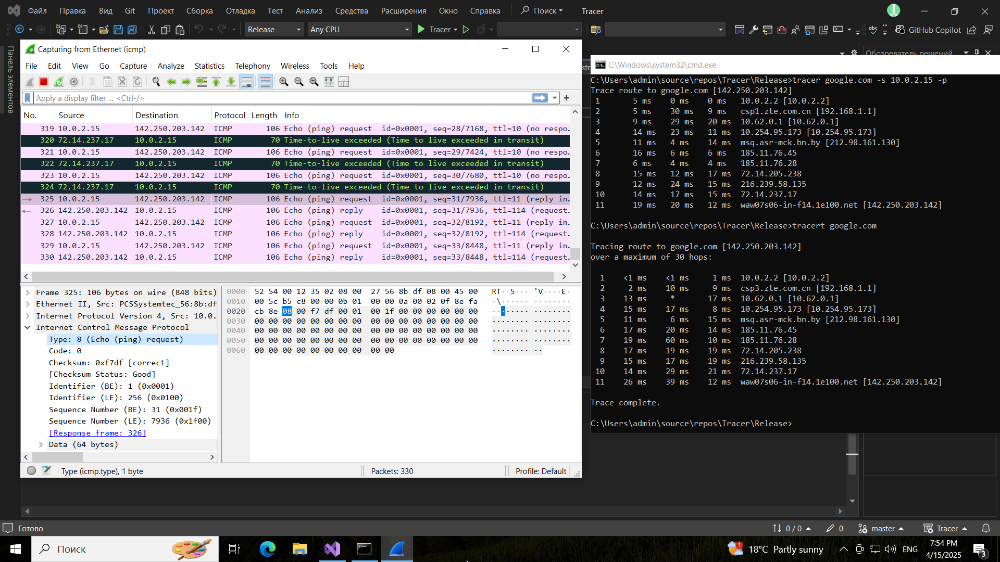 Файл Правка Вид Git Проект Сборка Отладка Тест Анализ Средства Расширения Окно Справка Поиск Tracer
Release Any CPU Tracer GitHub Copilot
Панель элементов
Обозреватель решений
Capturing from Ethernet (icmp)
File Edit View Go Capture Analyze Statistics Telephony Wireless Tools Help
Apply a display filter ... <Ctrl-/>
No. Source Destination Protocol Length Info
319 10.0.2.15 142.250.203.142 ICMP 106 Echo (ping) request id=0x0001, seq=28/7168, ttl=10 (no respo…
320 72.14.237.17 10.0.2.15 ICMP 70 Time-to-live exceeded (Time to live exceeded in transit)
321 10.0.2.15 142.250.203.142 ICMP 106 Echo (ping) request id=0x0001, seq=29/7424, ttl=10 (no respo…
322 72.14.237.17 10.0.2.15 ICMP 70 Time-to-live exceeded (Time to live exceeded in transit)
323 10.0.2.15 142.250.203.142 ICMP 106 Echo (ping) request id=0x0001, seq=30/7680, ttl=10 (no respo…
324 72.14.237.17 10.0.2.15 ICMP 70 Time-to-live exceeded (Time to live exceeded in transit)
325 10.0.2.15 142.250.203.142 ICMP 106 Echo (ping) request id=0x0001, seq=31/7936, ttl=11 (reply in…
326 142.250.203.142 10.0.2.15 ICMP 106 Echo (ping) reply id=0x0001, seq=31/7936, ttl=114 (request…
327 10.0.2.15 142.250.203.142 ICMP 106 Echo (ping) request id=0x0001, seq=32/8192, ttl=11 (reply in…
328 142.250.203.142 10.0.2.15 ICMP 106 Echo (ping) reply id=0x0001, seq=32/8192, ttl=114 (request…
329 10.0.2.15 142.250.203.142 ICMP 106 Echo (ping) request id=0x0001, seq=33/8448, ttl=11 (reply in…
330 142.250.203.142 10.0.2.15 ICMP 106 Echo (ping) reply id=0x0001, seq=33/8448, ttl=114 (request…
Frame 325: 106 bytes on wire (848 bits)
Ethernet II, Src: PCSSystemtec_56:8b:df
Internet Protocol Version 4, Src: 10.0.
Internet Control Message Protocol
Type: 8 (Echo (ping) request)
Code: 0
Checksum: 0xf7df [correct]
[Checksum Status: Good]
Identifier (BE): 1 (0x0001)
Identifier (LE): 256 (0x0100)
Sequence Number (BE): 31 (0x001f)
Sequence Number (LE): 7936 (0x1f00)
[Response frame: 326]
Data (64 bytes)
0000 52 54 00 12 35 02 08 00 27 56 8b df 08 00 45 00 RT··5··· 'V····E·
0010 00 5c b5 c8 00 00 0b 01 00 00 0a 00 02 0f 8e fa ·\······ ········
0020 cb 8e 08 00 f7 df 00 01 00 1f 00 00 00 00 00 00 ········ ········
0030 00 00 00 00 00 00 00 00 00 00 00 00 00 00 00 00 ········ ········
0040 00 00 00 00 00 00 00 00 00 00 00 00 00 00 00 00 ········ ········
0050 00 00 00 00 00 00 00 00 00 00 00 00 00 00 00 00 ········ ········
0060 00 00 00 00 00 00 00 00 00 00 ········ ··
Type (icmp.type), 1 byte Packets: 330 Profile: Default
C:\Windows\system32\cmd.exe
C:\Users\admin\source\repos\Tracer\Release>tracer google.com -s 10.0.2.15 -p
Trace route to google.com [142.250.203.142]
1 5 ms 0 ms 0 ms 10.0.2.2 [10.0.2.2]
2 5 ms 30 ms 9 ms csp1.zte.com.cn [192.168.1.1]
3 9 ms 29 ms 20 ms 10.62.0.1 [10.62.0.1]
4 14 ms 23 ms 11 ms 10.254.95.173 [10.254.95.173]
5 11 ms 4 ms 14 ms msq.asr-mck.bn.by [212.98.161.130]
6 16 ms 6 ms 6 ms 185.11.76.45
7 6 ms 4 ms 4 ms 185.11.76.28
8 15 ms 12 ms 17 ms 72.14.205.238
9 12 ms 24 ms 15 ms 216.239.58.135
10 14 ms 17 ms 15 ms 72.14.237.17
11 19 ms 20 ms 12 ms waw07s06-in-f14.1e100.net [142.250.203.142]
C:\Users\admin\source\repos\Tracer\Release>tracert google.com
Tracing route to google.com [142.250.203.142]
over a maximum of 30 hops:
1 <1 ms <1 ms 1 ms 10.0.2.2 [10.0.2.2]
2 2 ms 10 ms 9 ms csp3.zte.com.cn [192.168.1.1]
3 13 ms * 17 ms 10.62.0.1 [10.62.0.1]
4 15 ms 17 ms 8 ms 10.254.95.173 [10.254.95.173]
5 11 ms 6 ms 15 ms msq.asr-mck.bn.by [212.98.161.130]
6 17 ms 20 ms 14 ms 185.11.76.45
7 19 ms 60 ms 10 ms 185.11.76.28
8 17 ms 19 ms 19 ms 72.14.205.238
9 15 ms 17 ms 19 ms 216.239.58.135
10 14 ms 29 ms 21 ms 72.14.237.17
11 26 ms 39 ms 12 ms waw07s06-in-f14.1e100.net [142.250.203.142]
Trace complete.
C:\Users\admin\source\repos\Tracer\Release>
Готово 0 / 0 0 master Tracer
Поиск 1 18°C Partly sunny ENG 7:54 PM
4/15/2025 3